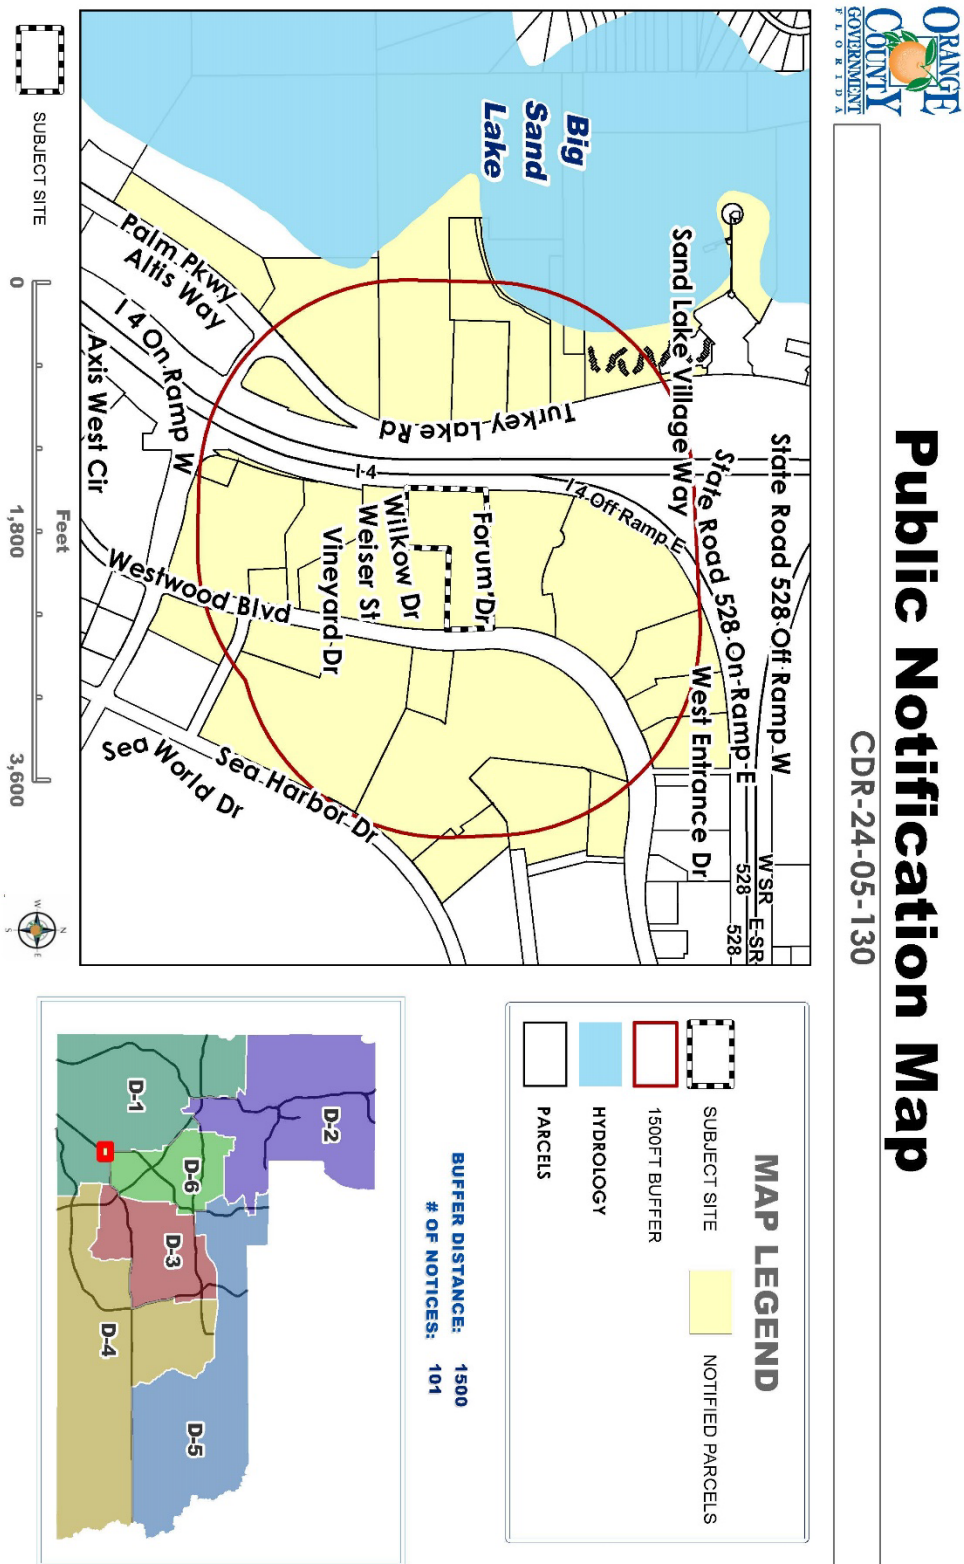 ORANGE
COUNTY
GOVERNMENT
FLORIDA
Public Notification Map
CDR-24-05-130
Big
Sand
Lake
Sand Lake Village Way
State Road 528 Off Ramp W
State Road 528 On Ramp E
I 4 Off Ramp E
Turkey Lake Rd
I-4
Palm Pkwy
Altis Way
I 4 On Ramp W
Axis West Cir
Forum Dr
Wilkow Dr
Weiser St
Vineyard Dr
Westwood Blvd
West Entrance Dr
W SR
528
E SR
528
Sea Harbor Dr
Sea World Dr
MAP LEGEND
SUBJECT SITE
NOTIFIED PARCELS
1500FT BUFFER
HYDROLOGY
PARCELS
BUFFER DISTANCE: 1500
# OF NOTICES: 101
D-2
D-1
D-6
D-3
D-5
D-4
SUBJECT SITE
Feet
0 1,800 3,600
N
W
E
S